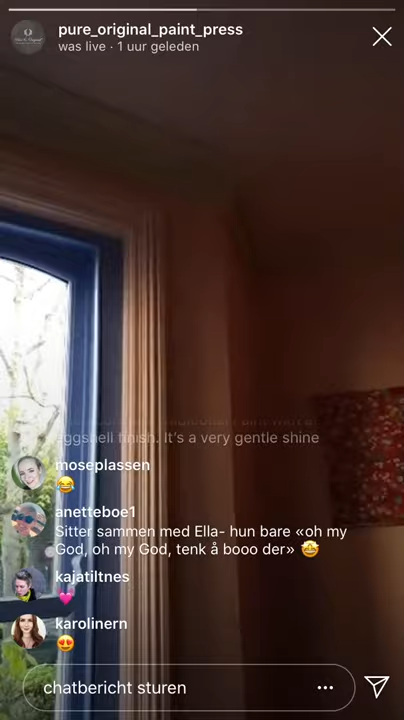 pure_original_paint_press
was live · 1 uur geleden
eggshell finish. It's a very gentle shine
moseplassen
😂
anetteboe1
Sitter sammen med Ella- hun bare «oh my
God, oh my God, tenk å booo der» 🤩
kajatiltnes
💗
karolinern
😍
chatbericht sturen